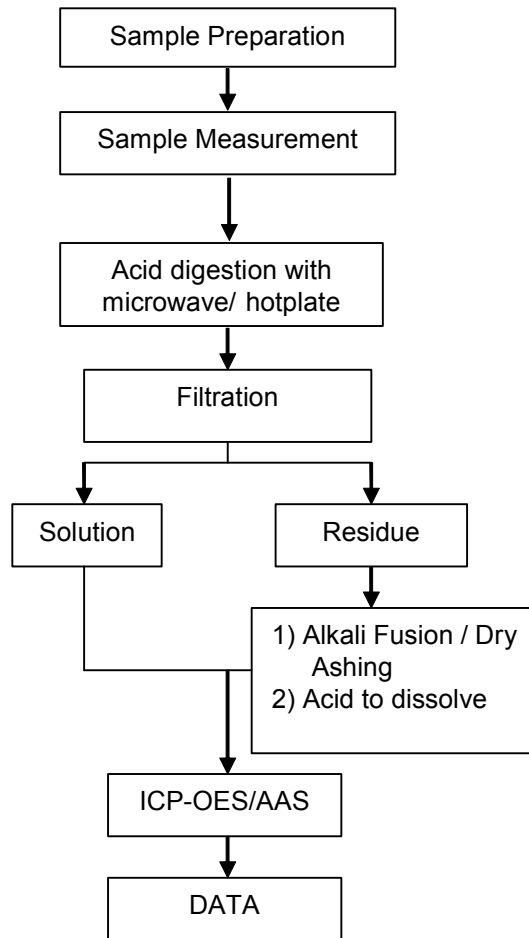 Sample Preparation
Sample Measurement
Acid digestion with
microwave/ hotplate
Filtration
Solution
Residue
1) Alkali Fusion / Dry
Ashing
2) Acid to dissolve
ICP-OES/AAS
DATA